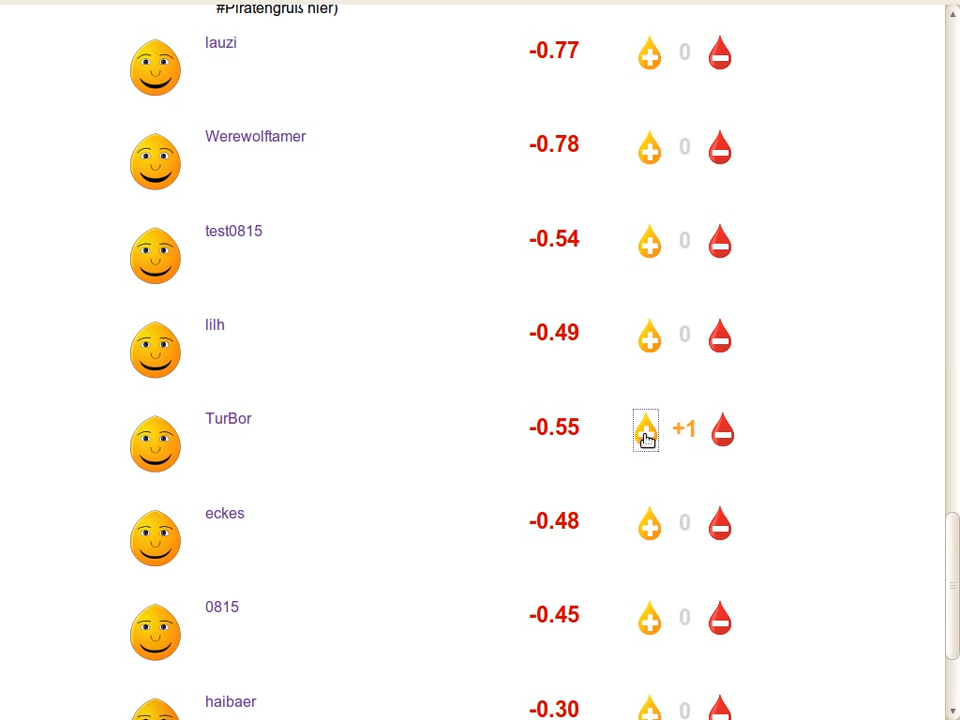 #Piratengruß hier)
lauzi -0.77 0
Werewolftamer -0.78 0
test0815 -0.54 0
lilh -0.49 0
TurBor -0.55 +1
eckes -0.48 0
0815 -0.45 0
haibaer -0.30 0